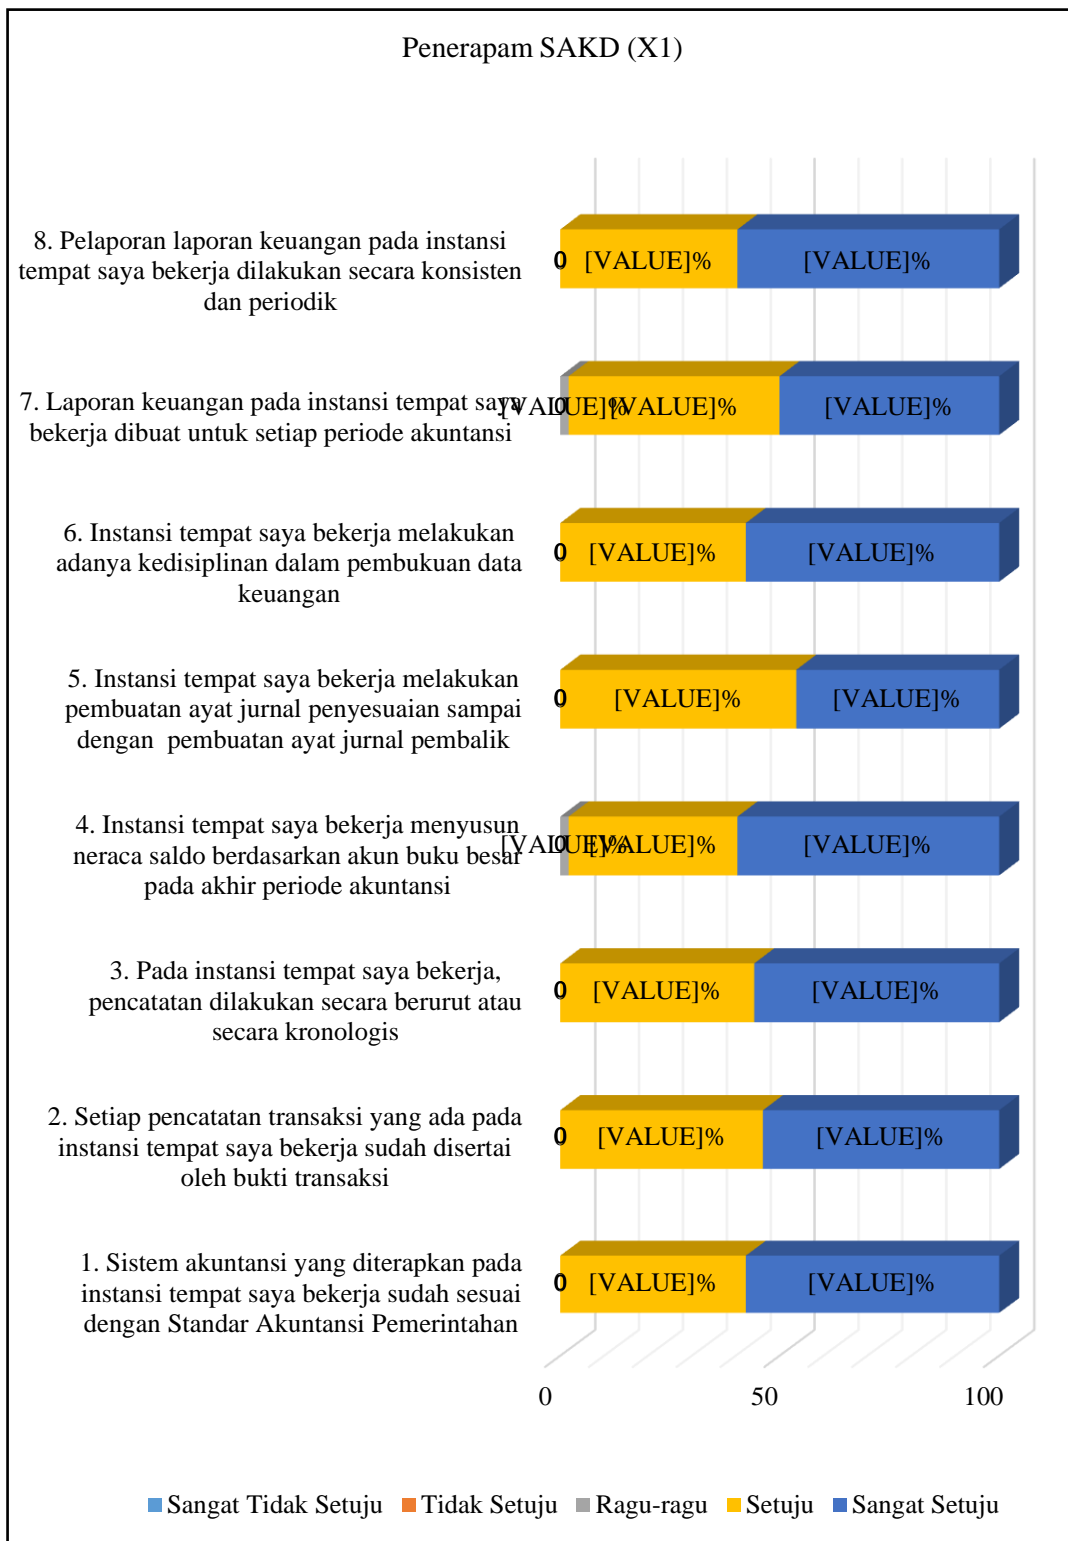 Penerapam SAKD (X1)
8. Pelaporan laporan keuangan pada instansi
tempat saya bekerja dilakukan secara konsisten
dan periodik
0 [VALUE]% [VALUE]%
7. Laporan keuangan pada instansi tempat saya
bekerja dibuat untuk setiap periode akuntansi
0 [VALUE]% [VALUE]% [VALUE]%
6. Instansi tempat saya bekerja melakukan
adanya kedisiplinan dalam pembukuan data
keuangan
0 [VALUE]% [VALUE]%
5. Instansi tempat saya bekerja melakukan
pembuatan ayat jurnal penyesuaian sampai
dengan  pembuatan ayat jurnal pembalik
0 [VALUE]% [VALUE]%
4. Instansi tempat saya bekerja menyusun
neraca saldo berdasarkan akun buku besar
pada akhir periode akuntansi
0 [VALUE]% [VALUE]% [VALUE]%
3. Pada instansi tempat saya bekerja,
pencatatan dilakukan secara berurut atau
secara kronologis
0 [VALUE]% [VALUE]%
2. Setiap pencatatan transaksi yang ada pada
instansi tempat saya bekerja sudah disertai
oleh bukti transaksi
0 [VALUE]% [VALUE]%
1. Sistem akuntansi yang diterapkan pada
instansi tempat saya bekerja sudah sesuai
dengan Standar Akuntansi Pemerintahan
0 [VALUE]% [VALUE]%
0 50 100
Sangat Tidak Setuju Tidak Setuju Ragu-ragu Setuju Sangat Setuju